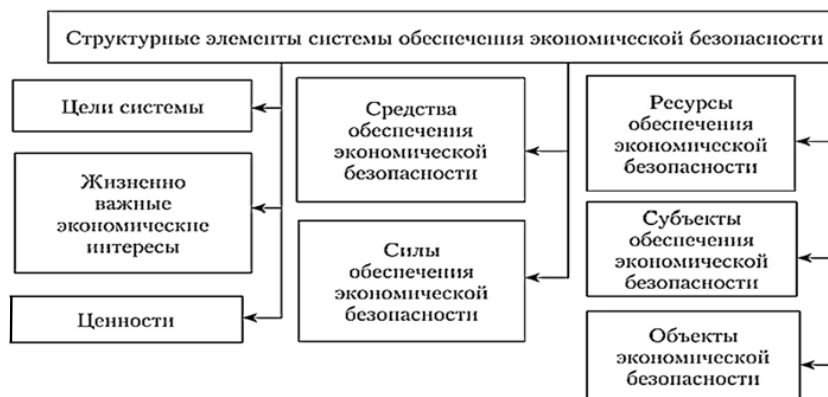 Структурные элементы системы обеспечения экономической безопасности
Цели системы
Жизненно
важные
экономические
интересы
Ценности
Средства
обеспечения
экономической
безопасности
Силы
обеспечения
экономической
безопасности
Ресурсы
обеспечения
экономической
безопасности
Субъекты
обеспечения
экономической
безопасности
Объекты
экономической
безопасности